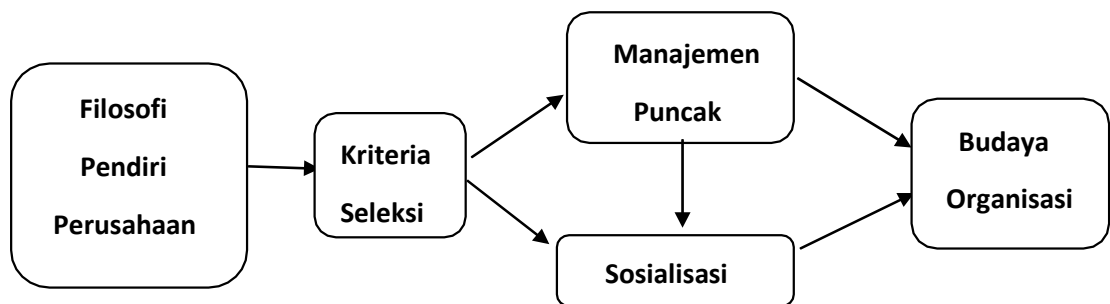 Filosofi
Pendiri
Perusahaan
Kriteria
Seleksi
Manajemen
Puncak
Sosialisasi
Budaya
Organisasi